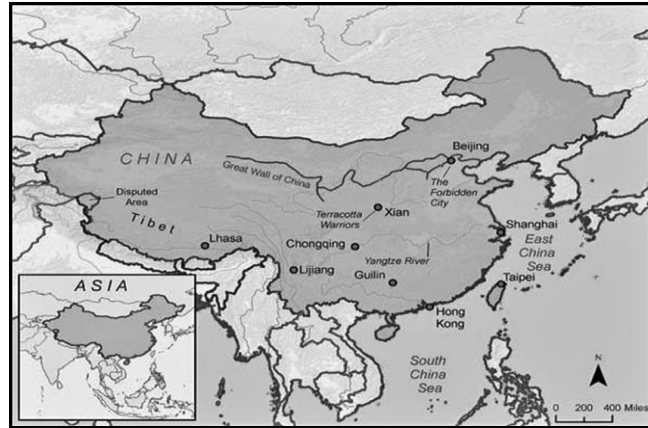 CHINA
Beijing
Great Wall of China
The
Forbidden
City
Disputed
Area
Tibet
Terracotta
Warriors
Xian
Shanghai
East
China
Sea
Lhasa
Chongqing
Yangtze River
Lijiang
Guilin
Taipei
ASIA
Hong
Kong
South
China
Sea
N
0 200 400 Miles